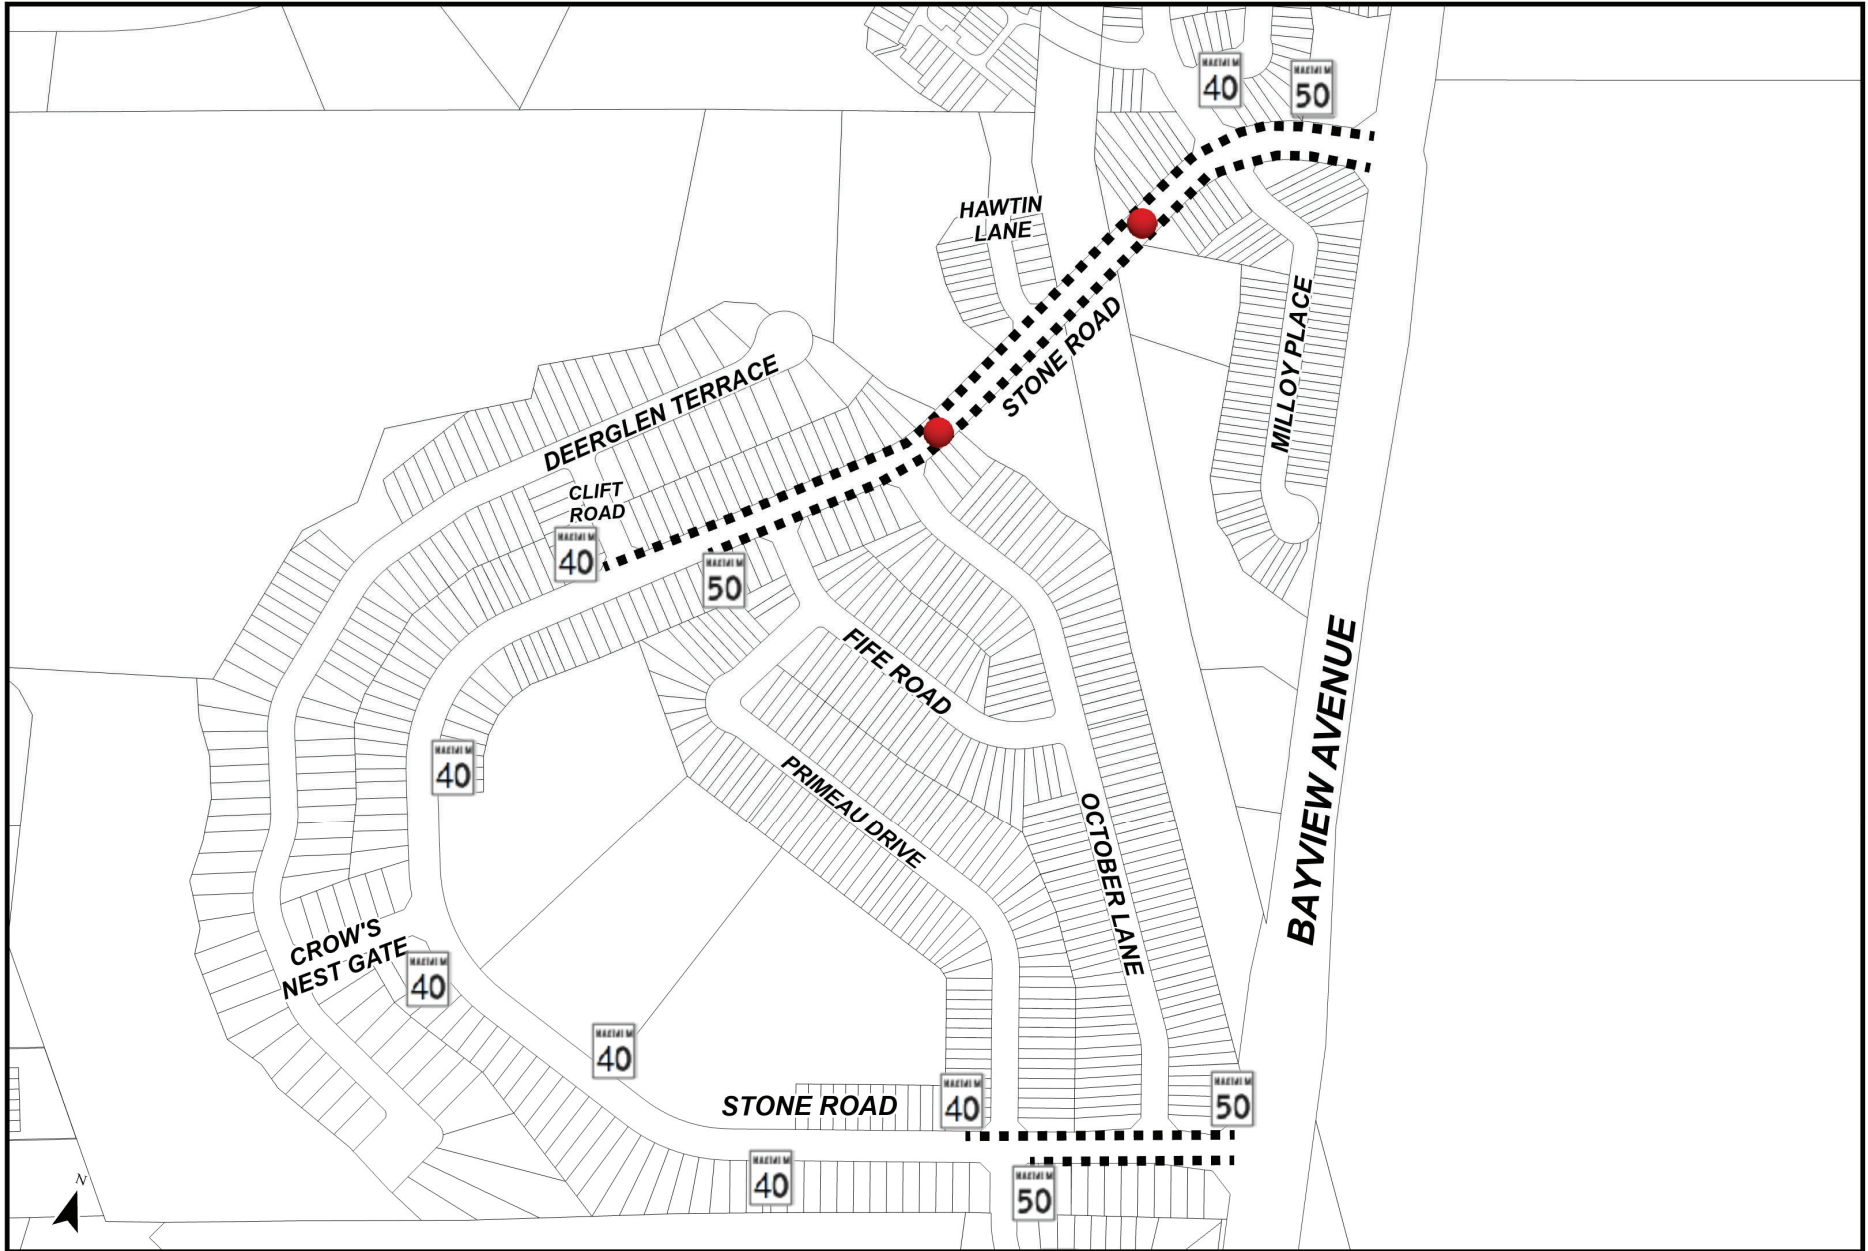 40
50
HAWTIN
LANE
STONE ROAD
MILLOY PLACE
DEERGLEN TERRACE
CLIFT
ROAD
40
50
FIFE ROAD
BAYVIEW AVENUE
40
PRIMEAU DRIVE
OCTOBER LANE
CROW'S
NEST GATE
40
40
STONE ROAD
40
50
40
50
N